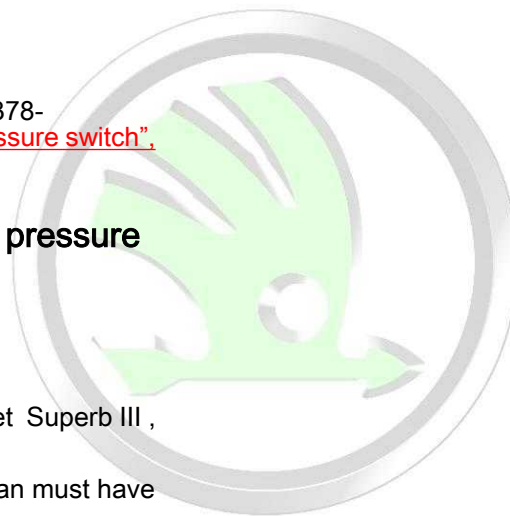 378-
ssure switch”,
pressure
et Superb III ,
an must have